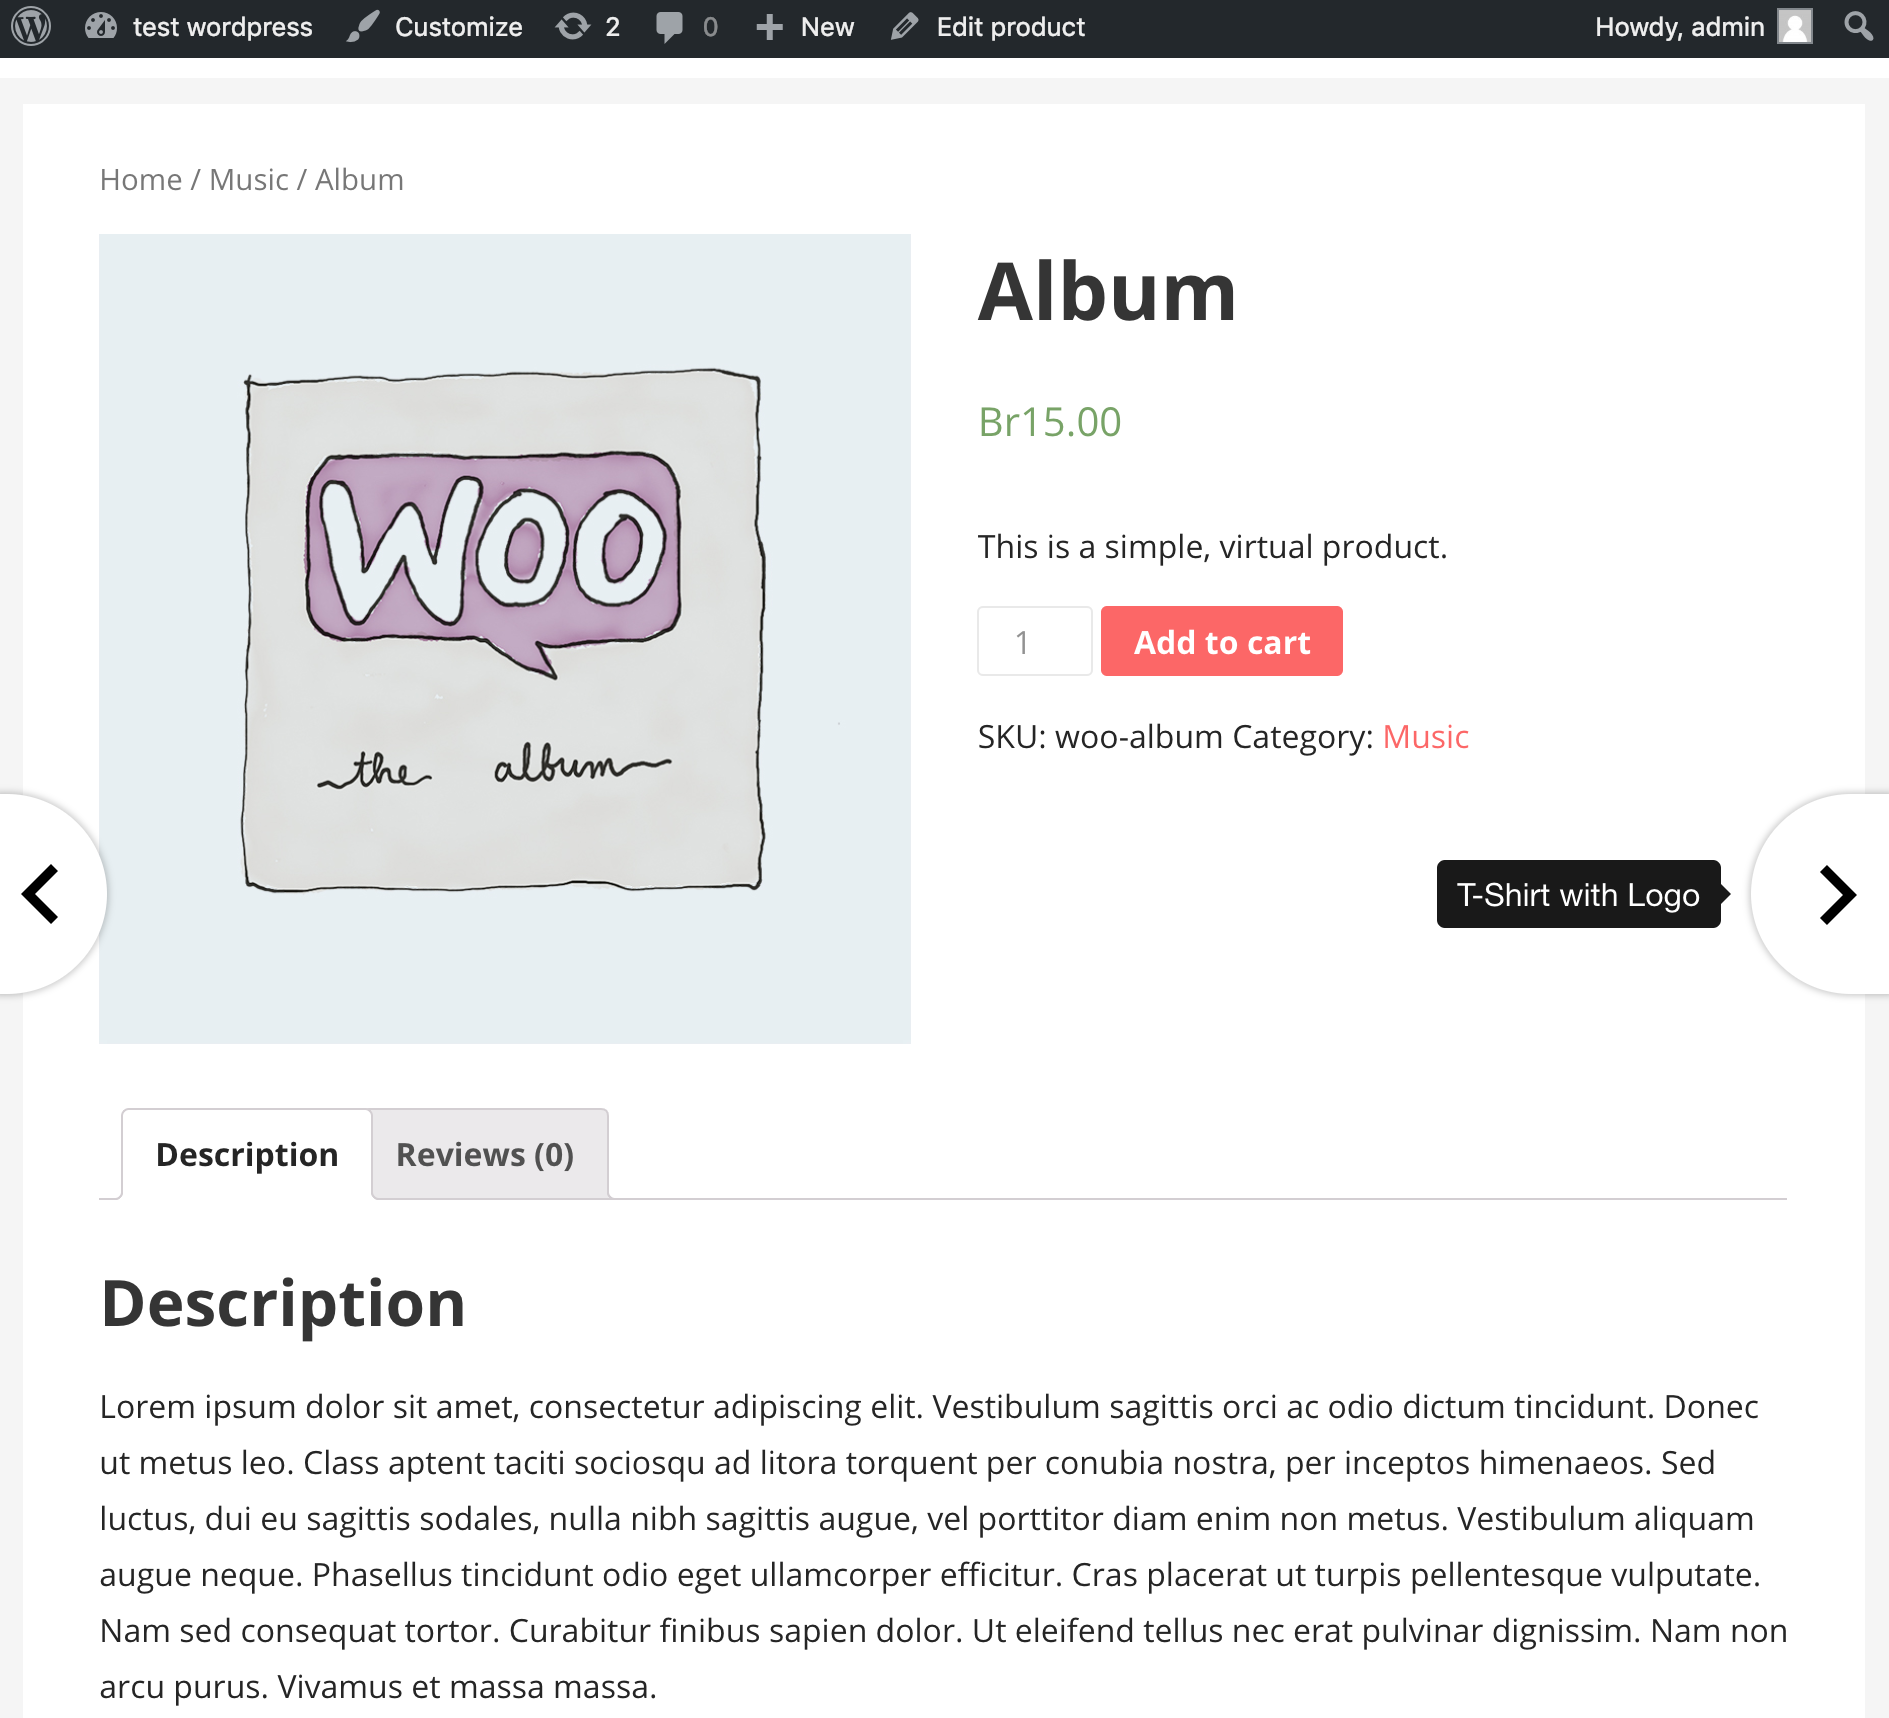 test wordpress Customize 2 0 New Edit product Howdy, admin
Home / Music / Album
WOO
the album
Album
Br15.00
This is a simple, virtual product.
1 Add to cart
SKU: woo-album Category: Music
T-Shirt with Logo
Description Reviews (0)
Description
Lorem ipsum dolor sit amet, consectetur adipiscing elit. Vestibulum sagittis orci ac odio dictum tincidunt. Donec
ut metus leo. Class aptent taciti sociosqu ad litora torquent per conubia nostra, per inceptos himenaeos. Sed
luctus, dui eu sagittis sodales, nulla nibh sagittis augue, vel porttitor diam enim non metus. Vestibulum aliquam
augue neque. Phasellus tincidunt odio eget ullamcorper efficitur. Cras placerat ut turpis pellentesque vulputate.
Nam sed consequat tortor. Curabitur finibus sapien dolor. Ut eleifend tellus nec erat pulvinar dignissim. Nam non
arcu purus. Vivamus et massa massa.